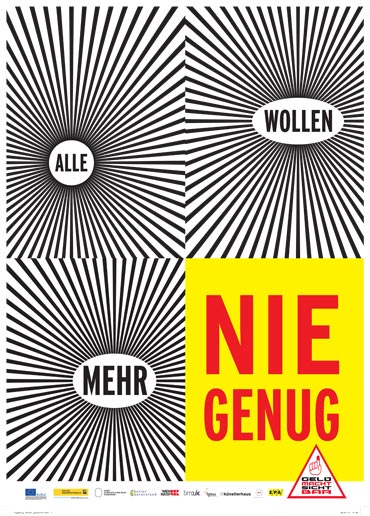 ALLE
WOLLEN
MEHR
NIE
GENUG
GELD
MACHT
SICHT
BAR
künstlerhaus